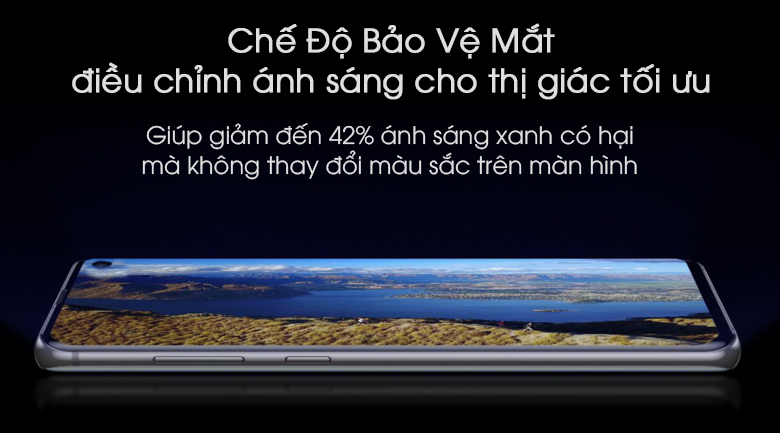 Chế Độ Bảo Vệ Mắt
điều chỉnh ánh sáng cho thị giác tối ưu
Giúp giảm đến 42% ánh sáng xanh có hại
mà không thay đổi màu sắc trên màn hình